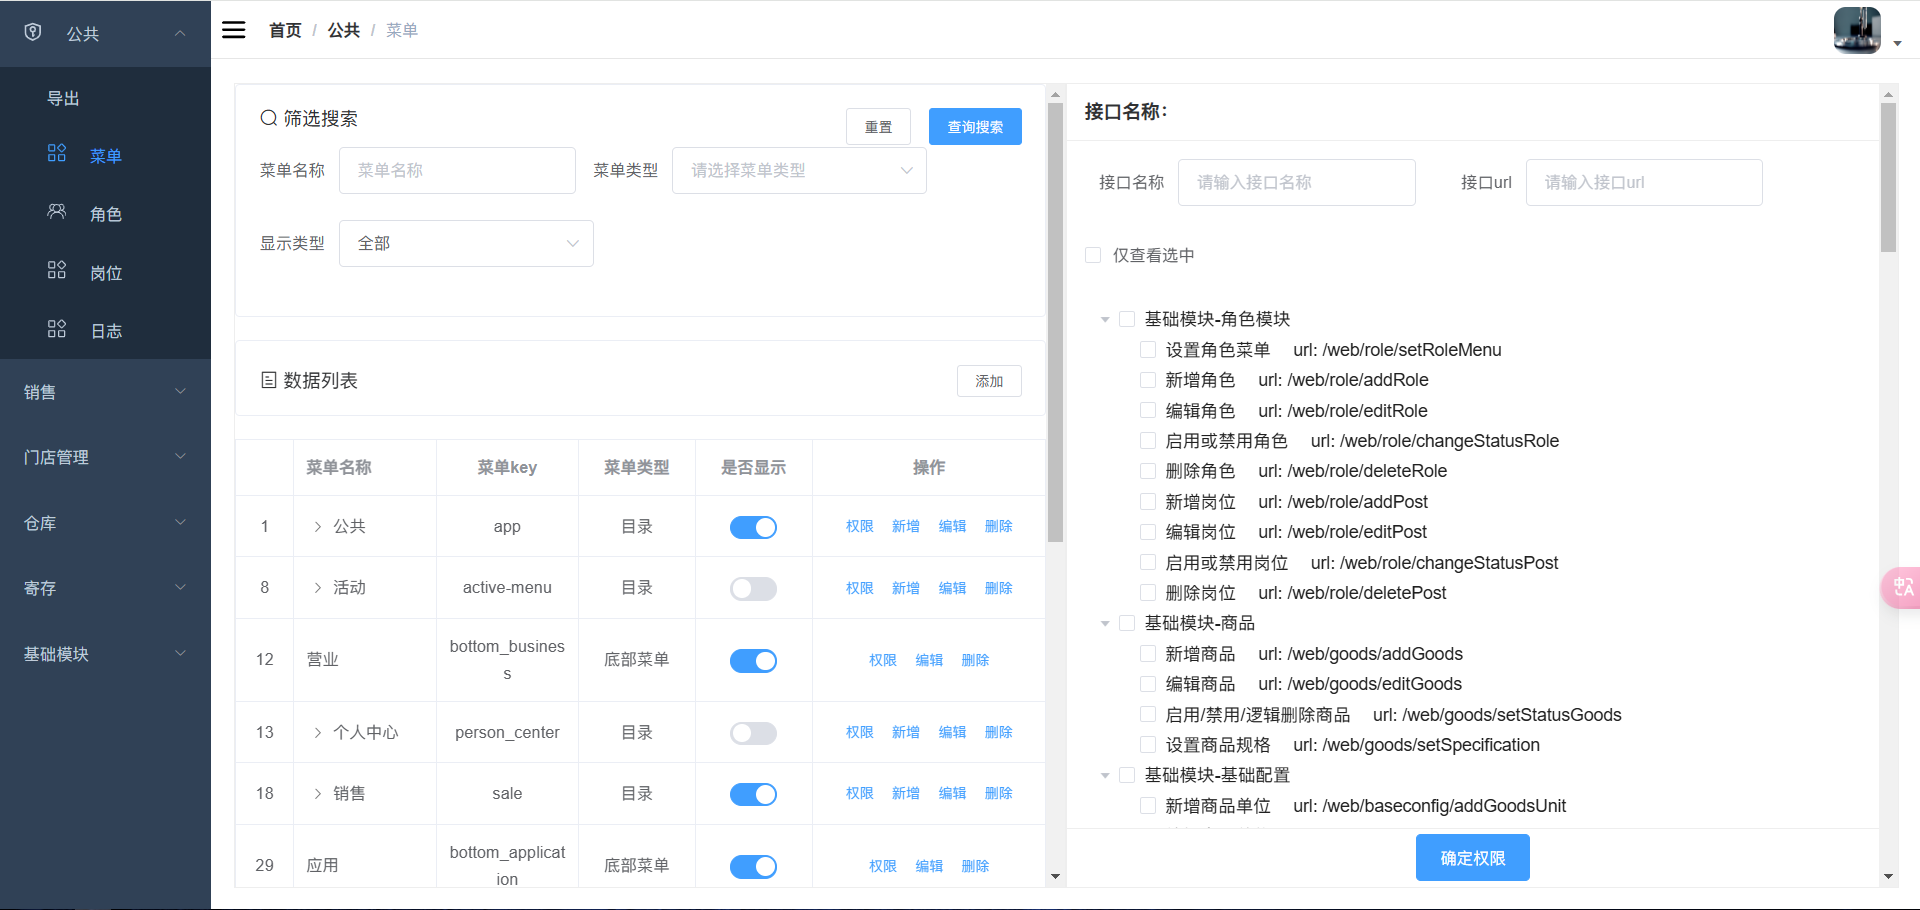 公共
导出
菜单
角色
岗位
日志
销售
门店管理
仓库
寄存
基础模块
首页 / 公共 / 菜单
筛选搜索
重置
查询搜索
菜单名称 菜单名称 菜单类型 请选择菜单类型
显示类型 全部
数据列表
添加
菜单名称 菜单key 菜单类型 是否显示 操作
1 公共 app 目录 权限 新增 编辑 删除
8 活动 active-menu 目录 权限 新增 编辑 删除
12 营业 bottom_busines
s 底部菜单 权限 编辑 删除
13 个人中心 person_center 目录 权限 新增 编辑 删除
18 销售 sale 目录 权限 新增 编辑 删除
29 应用 bottom_applicat
ion 底部菜单 权限 编辑 删除
接口名称：
接口名称 请输入接口名称 接口url 请输入接口url
仅查看选中
基础模块-角色模块
设置角色菜单 url: /web/role/setRoleMenu
新增角色 url: /web/role/addRole
编辑角色 url: /web/role/editRole
启用或禁用角色 url: /web/role/changeStatusRole
删除角色 url: /web/role/deleteRole
新增岗位 url: /web/role/addPost
编辑岗位 url: /web/role/editPost
启用或禁用岗位 url: /web/role/changeStatusPost
删除岗位 url: /web/role/deletePost
基础模块-商品
新增商品 url: /web/goods/addGoods
编辑商品 url: /web/goods/editGoods
启用/禁用/逻辑删除商品 url: /web/goods/setStatusGoods
设置商品规格 url: /web/goods/setSpecification
基础模块-基础配置
新增商品单位 url: /web/baseconfig/addGoodsUnit
确定权限
中A